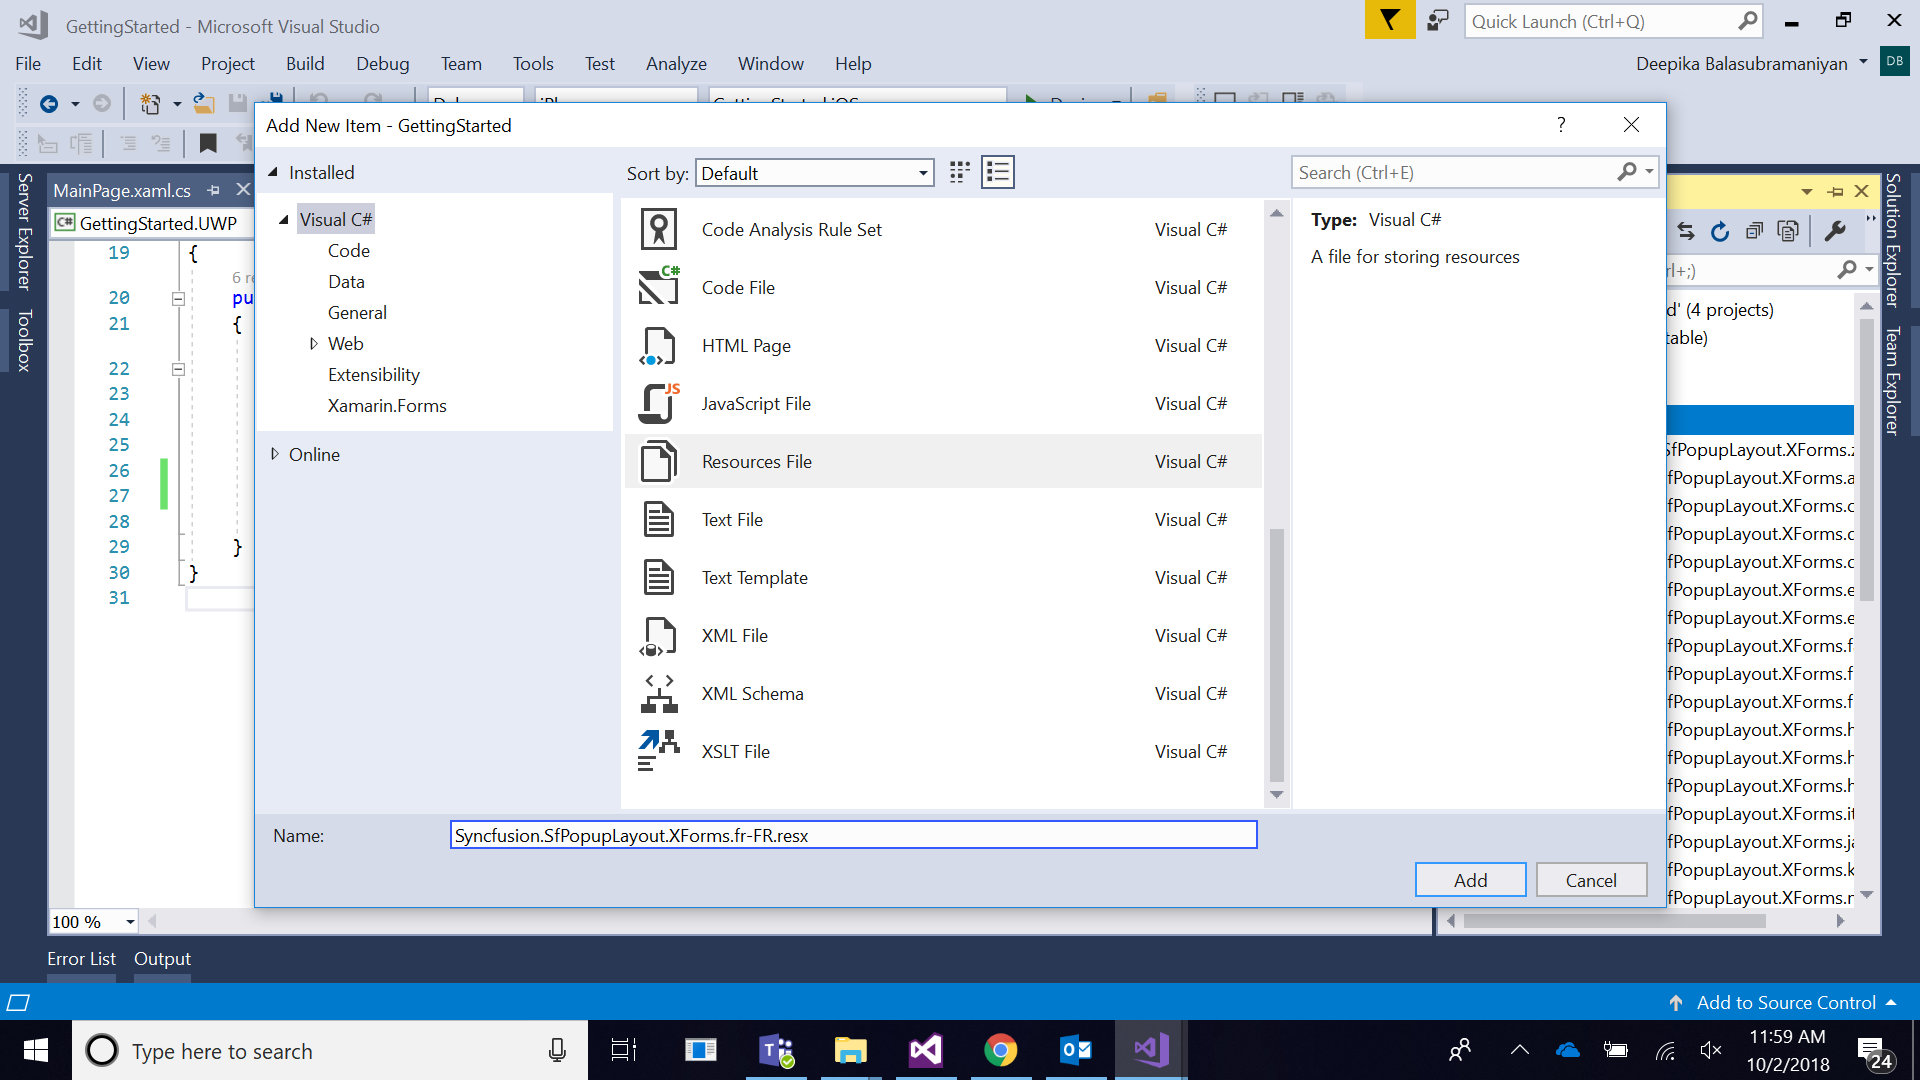 GettingStarted - Microsoft Visual Studio
Quick Launch (Ctrl+Q)
File Edit View Project Build Debug Team Tools Test Analyze Window Help
Deepika Balasubramaniyan
DB
Add New Item - GettingStarted
?
Installed
Sort by: Default
Search (Ctrl+E)
Visual C#
Code
Data
General
Web
Extensibility
Xamarin.Forms
Online
Code Analysis Rule Set Visual C#
C#
Code File Visual C#
HTML Page Visual C#
JS
JavaScript File Visual C#
Resources File Visual C#
Text File Visual C#
Text Template Visual C#
XML File Visual C#
XML Schema Visual C#
XSLT File Visual C#
Type: Visual C#
A file for storing resources
Name: Syncfusion.SfPopupLayout.XForms.fr-FR.resx
Add
Cancel
Server Explorer
Toolbox
MainPage.xaml.cs
C# GettingStarted.UWP
19 {
6 re
20 pu
21 {
22
23
24
25
26
27
28
29 }
30 }
31
100 %
Solution Explorer
Team Explorer
rl+;)
d' (4 projects)
table)
SfPopupLayout.XForms.z
fPopupLayout.XForms.a
fPopupLayout.XForms.c
fPopupLayout.XForms.c
fPopupLayout.XForms.c
fPopupLayout.XForms.e
fPopupLayout.XForms.e
fPopupLayout.XForms.f
fPopupLayout.XForms.f
fPopupLayout.XForms.f
fPopupLayout.XForms.h
fPopupLayout.XForms.h
fPopupLayout.XForms.h
fPopupLayout.XForms.it
fPopupLayout.XForms.ja
fPopupLayout.XForms.k
fPopupLayout.XForms.r
Error List Output
Add to Source Control
Type here to search
11:59 AM
10/2/2018
24